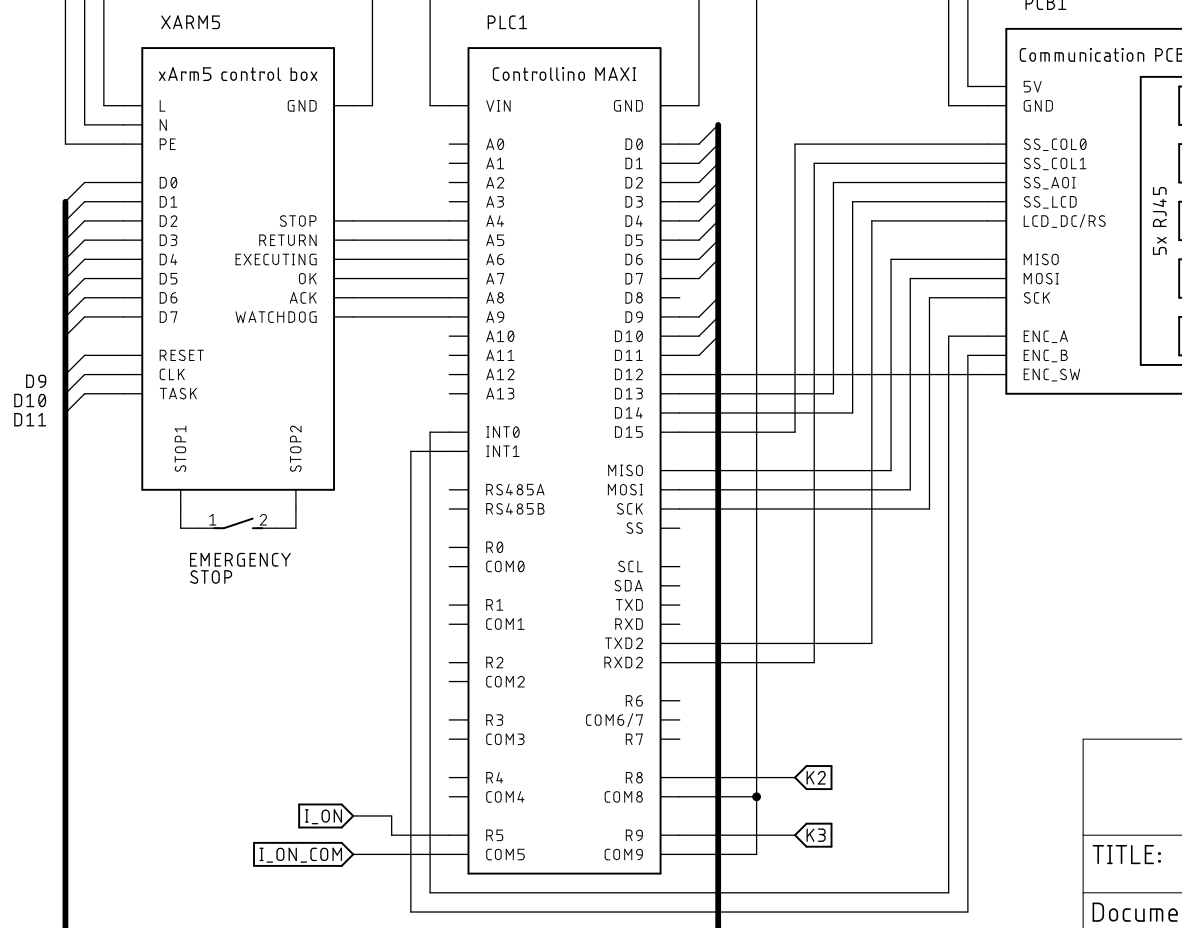 XARM5
xArm5 control box
L
GND
N
PE
D0
D1
D2
STOP
D3
RETURN
D4
EXECUTING
D5
OK
D6
ACK
D7
WATCHDOG
RESET
CLK
TASK
D9
D10
D11
STOP1
STOP2
1
2
EMERGENCY
STOP
PLC1
Controllino MAXI
VIN
GND
A0
D0
A1
D1
A2
D2
A3
D3
A4
D4
A5
D5
A6
D6
A7
D7
A8
D8
A9
D9
A10
D10
A11
D11
A12
D12
A13
D13
D14
INT0
D15
INT1
MISO
RS485A
MOSI
RS485B
SCK
SS
R0
COM0
SCL
SDA
R1
TXD
COM1
RXD
TXD2
R2
RXD2
COM2
R6
R3
COM6/7
COM3
R7
R4
R8
COM4
COM8
R5
R9
COM5
COM9
I_ON
I_ON_COM
K2
K3
PCB1
Communication PCB
5V
GND
SS_COL0
SS_COL1
SS_AOI
SS_LCD
LCD_DC/RS
MISO
MOSI
SCK
ENC_A
ENC_B
ENC_SW
5x RJ45
TITLE:
Docume